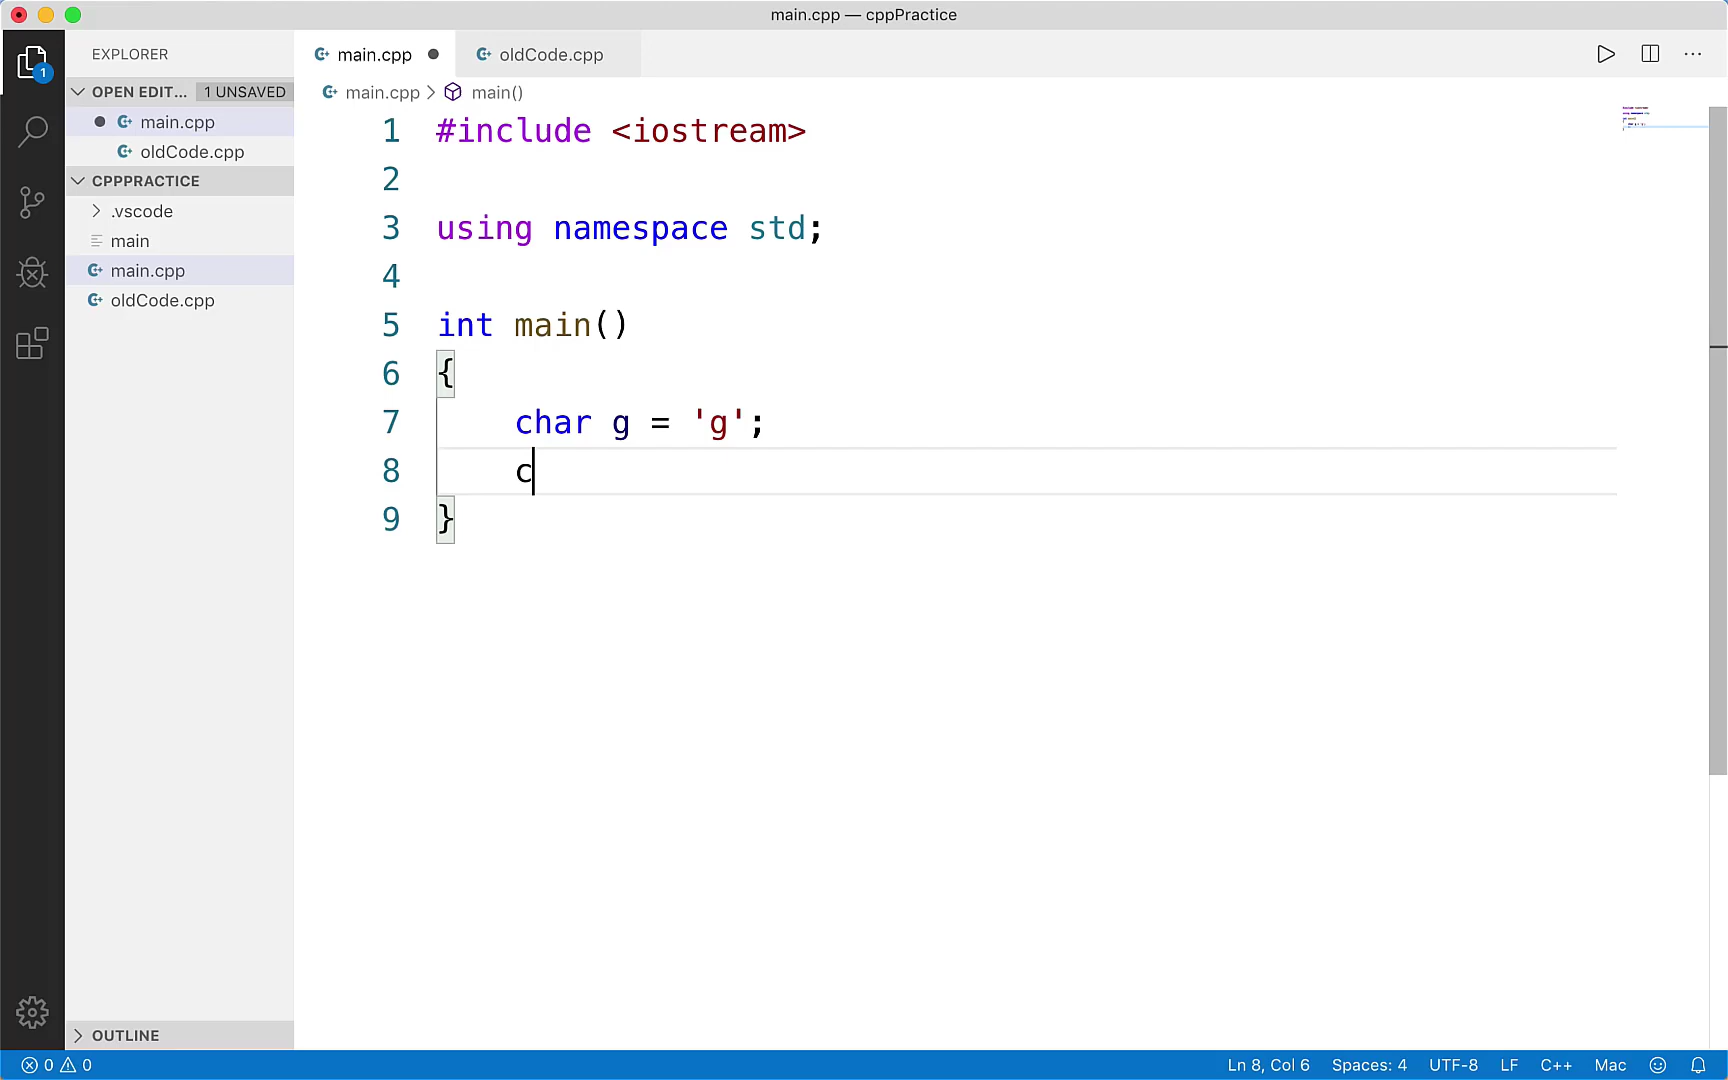 main.cpp — cppPractice
EXPLORER
main.cpp
oldCode.cpp
OPEN EDIT... 1 UNSAVED
main.cpp
oldCode.cpp
CPPPRACTICE
.vscode
main
main.cpp
oldCode.cpp
OUTLINE
1
main.cpp > main()
1 #include <iostream>
2
3 using namespace std;
4
5 int main()
6 {
7 char g = 'g';
8 c
9 }
0 0
Ln 8, Col 6 Spaces: 4 UTF-8 LF C++ Mac